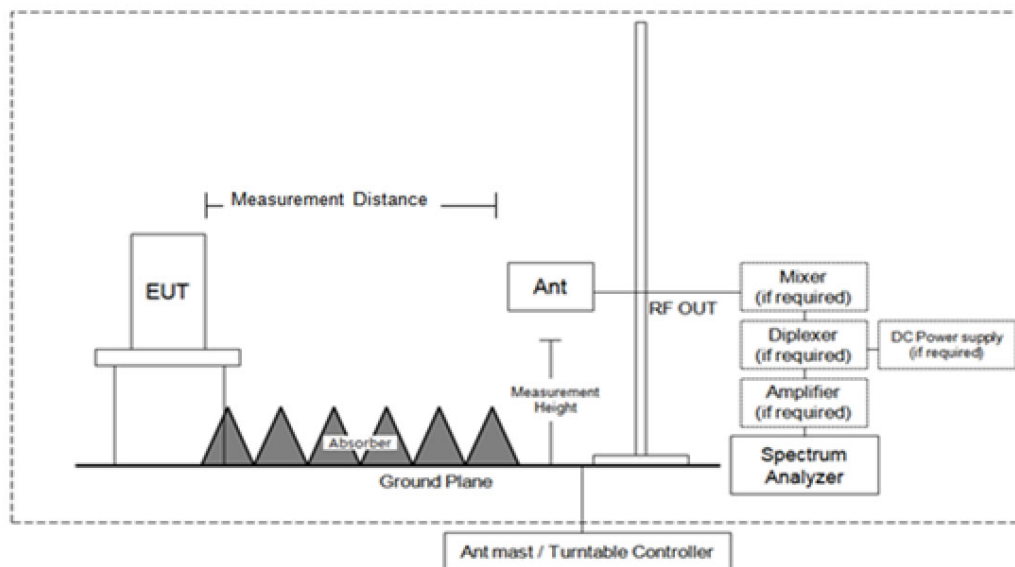 Measurement Distance
EUT
Ant
RF OUT
Mixer
(if required)
Diplexer
(if required)
DC Power supply
(if required)
Measurement
Height
Amplifier
(if required)
Absorber
Spectrum
Analyzer
Ground Plane
Ant mast / Turntable Controller